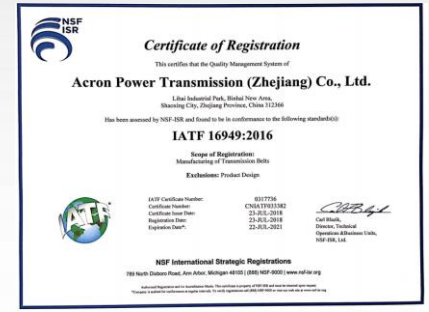 NSF
ISR
Certificate of Registration
This certifies that the Quality Management System of
Acron Power Transmission (Zhejiang) Co., Ltd.
Lihai Industrial Park, Binhai New Area,
Shaoxing City, Zhejiang Province, China 312366
Has been assessed by NSF-ISR and found to be in conformance to the following standard(s):
IATF 16949:2016
Scope of Registration:
Manufacturing of Transmission Belts
Exclusions: Product Design
IATF
IATF Certificate Number: 0317736
Certificate Number: CNIATF033382
Certificate Issue Date: 23-JUL-2018
Registration Date: 23-JUL-2018
Expiration Date*: 22-JUL-2021
Carl Blazik,
Director, Technical
Operations & Business Units,
NSF-ISR, Ltd.
NSF International Strategic Registrations
789 North Dixboro Road, Ann Arbor, Michigan 48105 | (888) NSF-9000 | www.nsf-isr.org